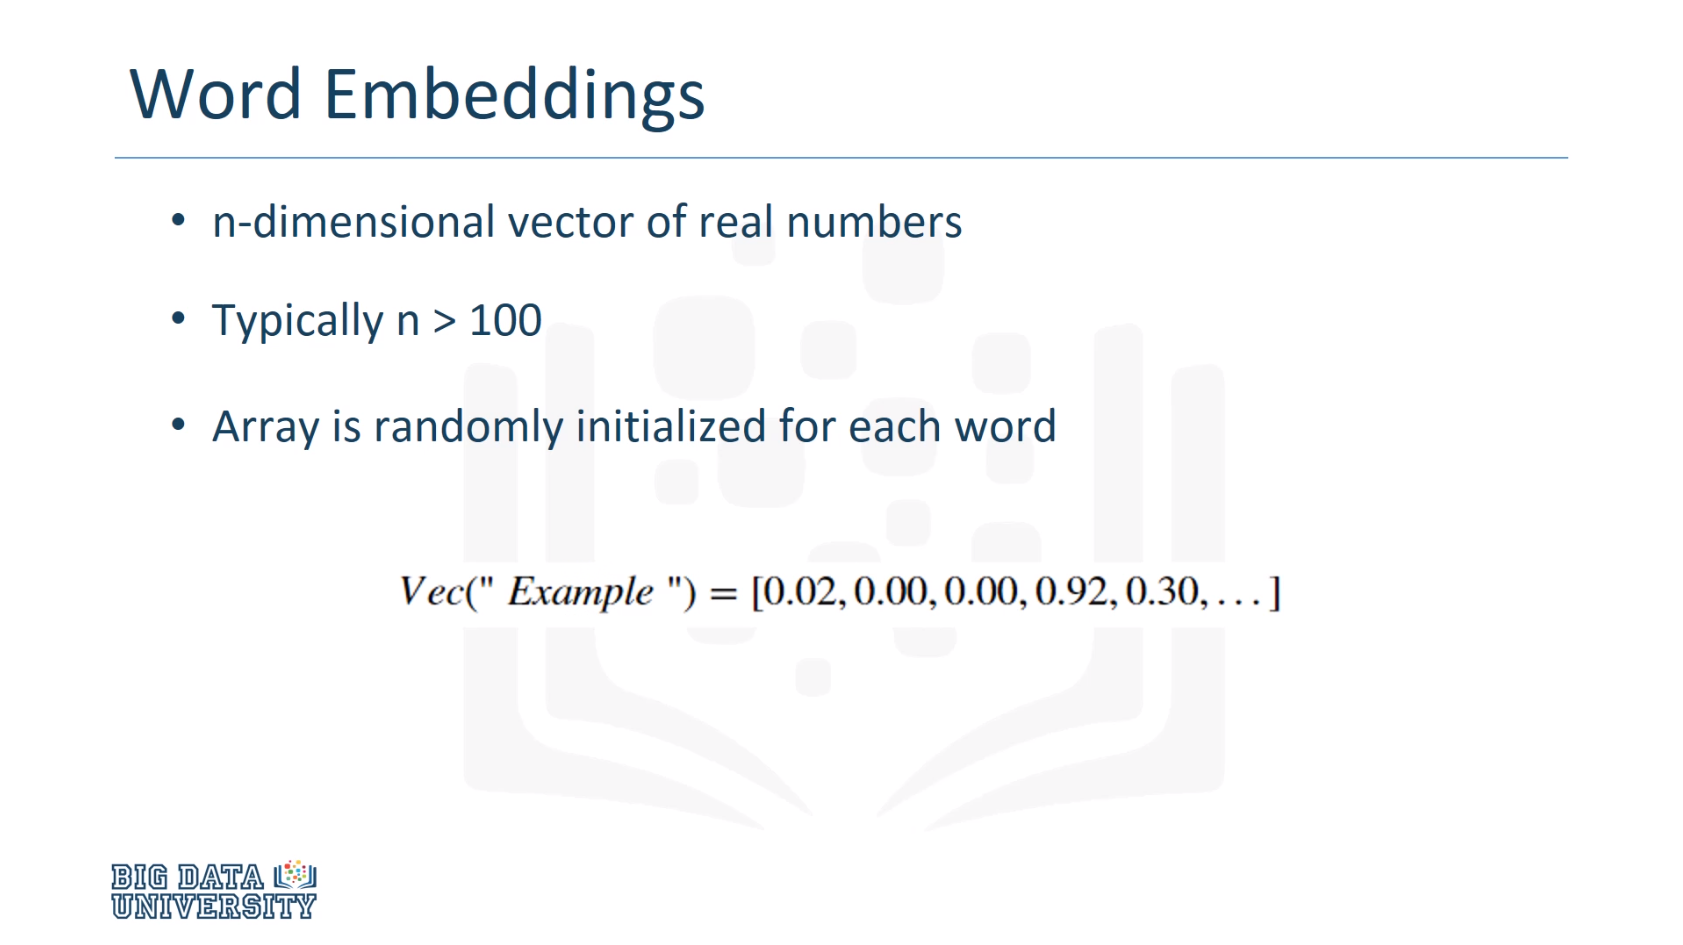 Word Embeddings
• n-dimensional vector of real numbers
• Typically n > 100
• Array is randomly initialized for each word
Vec(" Example ") = [0.02, 0.00, 0.00, 0.92, 0.30, . . . ]
BIG DATA
UNIVERSITY